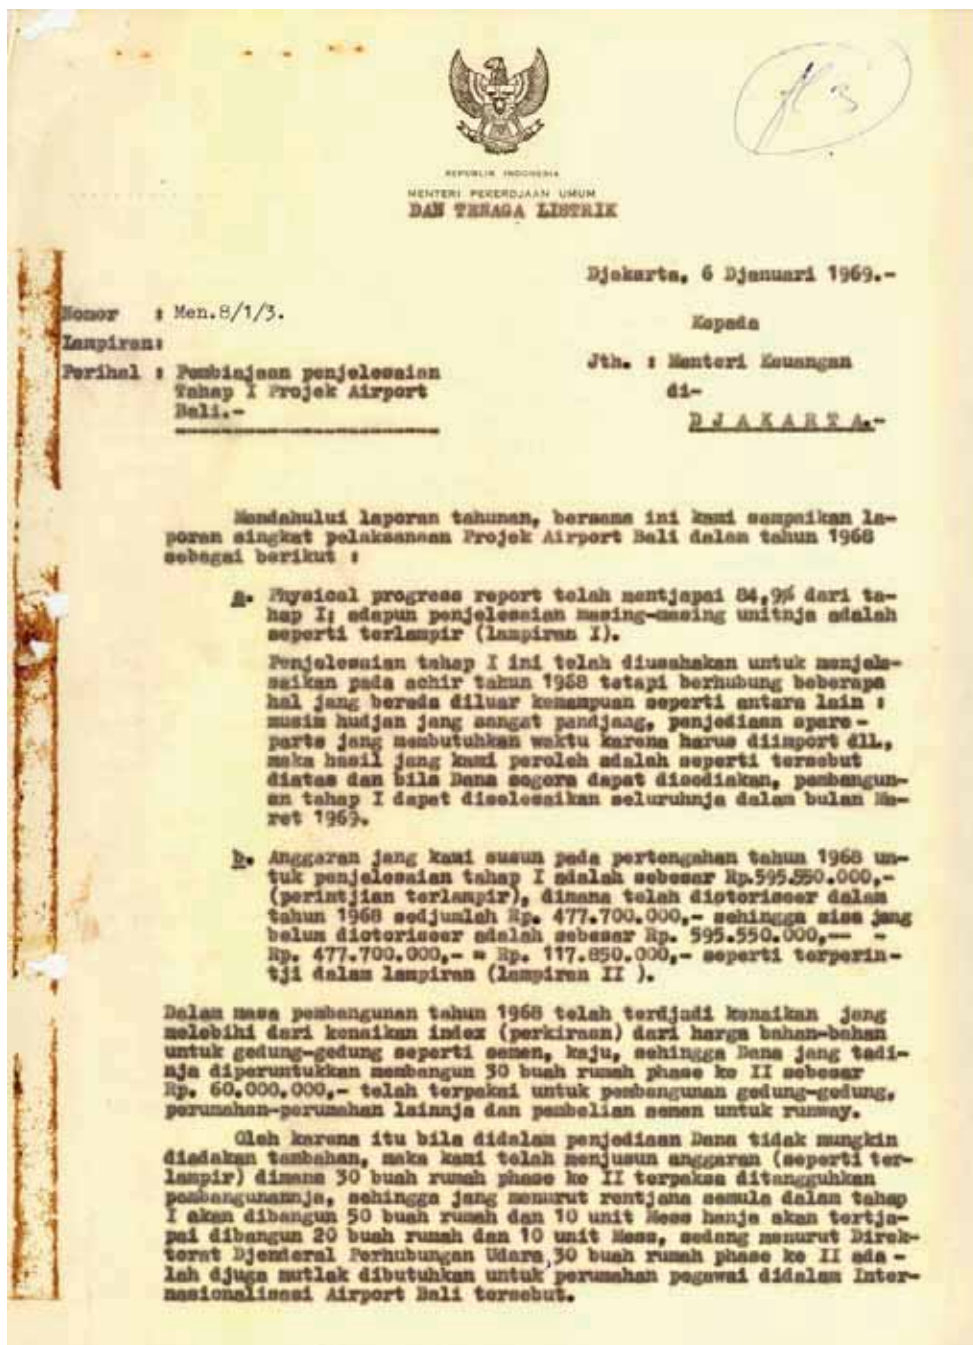 REPUBLIK INDONESIA
MENTERI PEKERDJAAN UMUM
DAN TENAGA LISTRIK
Djakarta, 6 Djanuari 1969.-
Nomor : Men.8/1/3.
Kepada
Lampiran:
Jth. : Menteri Keuangan
Perihal : Pembiajaan penjelesaian
di-
Tahap I Projek Airport
Bali.-
D J A K A R T A.-
Mendahului laporan tahunan, bersama ini kami sampaikan la-
poran singkat pelaksanaan Projek Airport Bali dalam tahun 1968
sebagai berikut :
a. Physical progress report telah mentjapai 84,9% dari ta-
hap I; adapun penjelesaian masing-masing unitnja adalah
seperti terlampir (lampiran I).
Penjelesaian tahap I ini telah diusahakan untuk menjele-
saikan pada achir tahun 1968 tetapi berhubung beberapa
hal jang berada diluar kemampuan seperti antara lain :
musim hudjan jang sangat pandjang, penjediaan spare-
parts jang membutuhkan waktu karena harus diimport dll.,
maka hasil jang kami peroleh adalah seperti tersebut
diatas dan bila Dana segera dapat disediakan, pembangun-
an tahap I dapat diselesaikan seluruhnja dalam bulan Ma-
ret 1969.
b. Anggaran jang kami susun pada pertengahan tahun 1968 un-
tuk penjelesaian tahap I adalah sebesar Rp.595.550.000,-
(perintjian terlampir), dimana telah diotoriseer dalam
tahun 1968 sedjumlah Rp. 477.700.000,- sehingga sisa jang
belum diotoriseer adalah sebesar Rp. 595.550.000,-- -
Rp. 477.700.000,- = Rp. 117.850.000,- seperti terperin-
tji dalam lampiran (lampiran II ).
Dalam masa pembangunan tahun 1968 telah terdjadi kenaikan jang
melebihi dari kenaikan index (perkiraan) dari harga bahan-bahan
untuk gedung-gedung seperti semen, kaju, sehingga Dana jang tadi-
nja diperuntukkan membangun 30 buah rumah phase ke II sebesar
Rp. 60.000.000,- telah terpakai untuk pembangunan gedung-gedung,
perumahan-perumahan lainnja dan pembelian semen untuk runway.
Oleh karena itu bila didalam penjediaan Dana tidak mungkin
diadakan tambahan, maka kami telah menjusun anggaran (seperti ter-
lampir) dimana 30 buah rumah phase ke II terpaksa ditangguhkan
pembangunannja, sehingga jang menurut rentjana semula dalam tahap
I akan dibangun 50 buah rumah dan 10 unit Mess hanja akan tertja-
pai dibangun 20 buah rumah dan 10 unit Mess, sedang menurut Direk-
torat Djenderal Perhubungan Udara,30 buah rumah phase ke II ada -
lah djuga mutlak dibutuhkan untuk perumahan pegawai didalam Inter-
nasionalisasi Airport Bali tersebut.